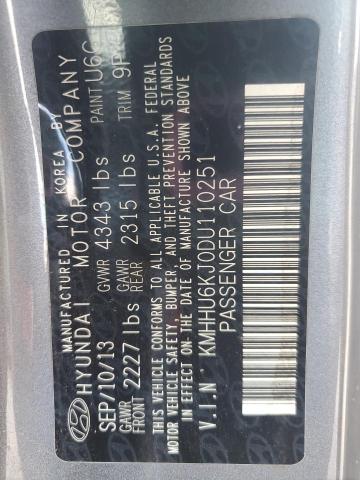 MANUFACTURED IN KOREA BY
HYUNDAI MOTOR COMPANY
SEP/10/13 GVWR 4343 lbs PAINT U6C
GAWR FRONT 2227 lbs GAWR REAR 2315 lbs TRIM 9P
THIS VEHICLE CONFORMS TO ALL APPLICABLE U.S.A. FEDERAL
MOTOR VEHICLE SAFETY, BUMPER, AND THEFT PREVENTION STANDARDS
IN EFFECT ON THE DATE OF MANUFACTURE SHOWN ABOVE
V.I.N KMHHU6KJ0DU110251
PASSENGER CAR